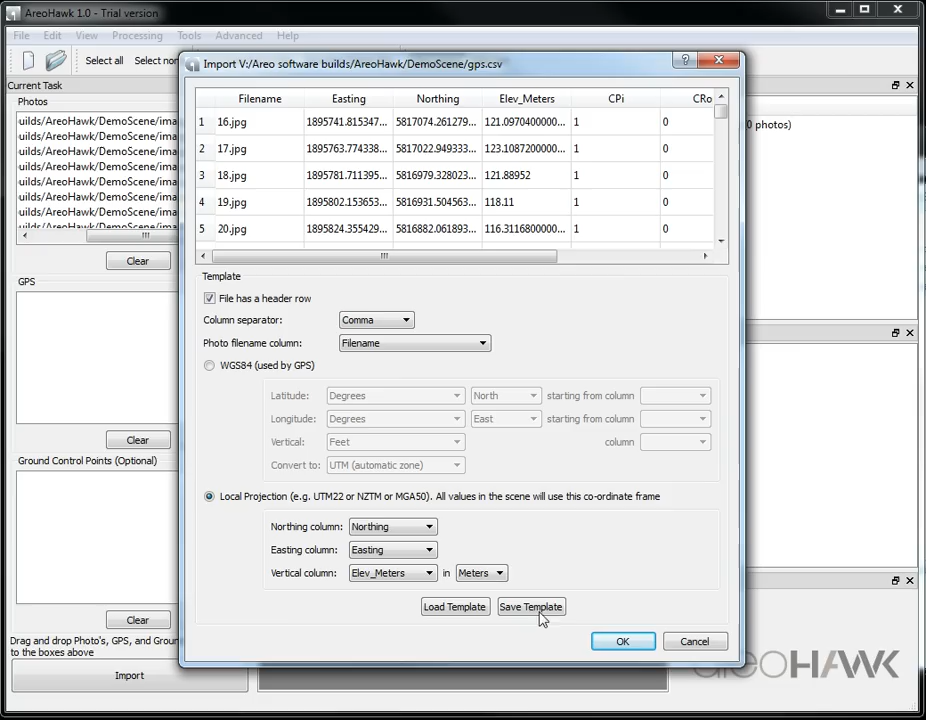 AreoHawk 1.0 - Trial version
File Edit View Processing Tools Advanced Help
Select all Select non
Import V:/Areo software builds/AreoHawk/DemoScene/gps.csv
Current Task
Photos
uilds/AreoHawk/DemoScene/ima
uilds/AreoHawk/DemoScene/ima
uilds/AreoHawk/DemoScene/ima
uilds/AreoHawk/DemoScene/ima
uilds/AreoHawk/DemoScene/ima
uilds/AreoHawk/DemoScene/ima
uilds/AreoHawk/DemoScene/ima
uilds/AreoHawk/DemoScene/ima
Clear
GPS
Clear
Ground Control Points (Optional)
Clear
Drag and drop Photo's, GPS, and Groun
to the boxes above
Import
Filename Easting Northing Elev_Meters CPi CRo
1 16.jpg 1895741.815347... 5817074.261279... 121.0970400000... 1 0
2 17.jpg 1895763.774338... 5817022.949333... 123.1087200000... 1 0
3 18.jpg 1895781.711395... 5816979.328023... 121.88952 1 0
4 19.jpg 1895802.153653... 5816931.504563... 118.11 1 0
5 20.jpg 1895824.355429... 5816882.061893... 116.3116800000... 1 0
Template
File has a header row
Column separator: Comma
Photo filename column: Filename
WGS84 (used by GPS)
Latitude: Degrees North starting from column
Longitude: Degrees East starting from column
Vertical: Feet column
Convert to: UTM (automatic zone)
Local Projection (e.g. UTM22 or NZTM or MGA50). All values in the scene will use this co-ordinate frame
Northing column: Northing
Easting column: Easting
Vertical column: Elev_Meters in Meters
Load Template Save Template
OK Cancel
0 photos)
areoHAWK